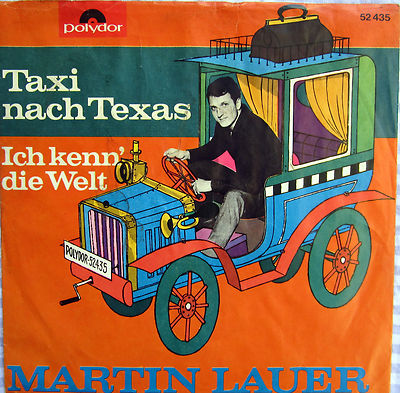 polydor
52 435
Taxi
nach Texas
Ich kenn'
die Welt
POLYDOR-52435
MARTIN LAUER